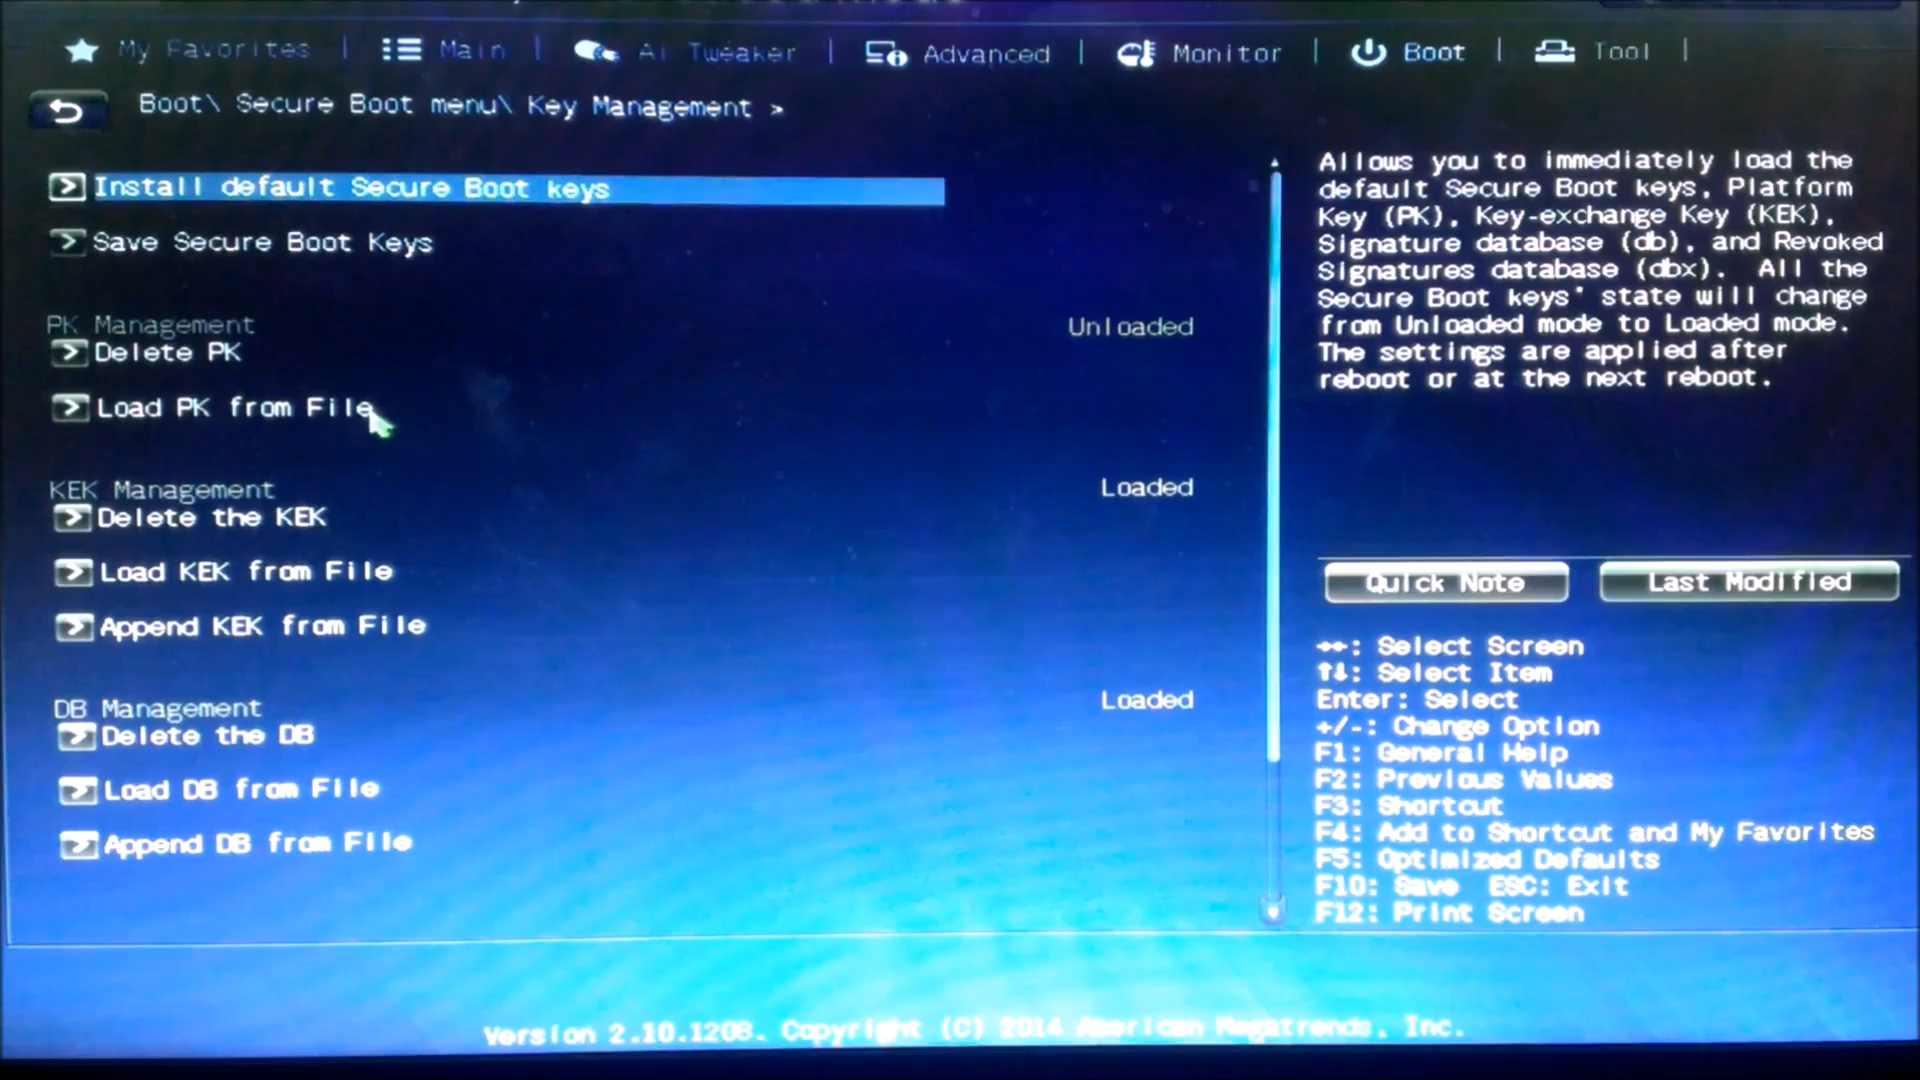 My Favorites | Main | Ai Tweaker | Advanced | Monitor | Boot | Tool |
Boot\ Secure Boot menu\ Key Management >
Install default Secure Boot keys
Save Secure Boot Keys
PK Management Unloaded
Delete PK
Load PK from File
KEK Management Loaded
Delete the KEK
Load KEK from File
Append KEK from File
DB Management Loaded
Delete the DB
Load DB from File
Append DB from File
Allows you to immediately load the
default Secure Boot keys, Platform
Key (PK), Key-exchange Key (KEK),
Signature database (db), and Revoked
Signatures database (dbx).  All the
Secure Boot keys' state will change
from Unloaded mode to Loaded mode.
The settings are applied after
reboot or at the next reboot.
Quick Note Last Modified
→←: Select Screen
↑↓: Select Item
Enter: Select
+/-: Change Option
F1: General Help
F2: Previous Values
F3: Shortcut
F4: Add to Shortcut and My Favorites
F5: Optimized Defaults
F10: Save  ESC: Exit
F12: Print Screen
Version 2.10.1208. Copyright (C) 2014 American Megatrends, Inc.